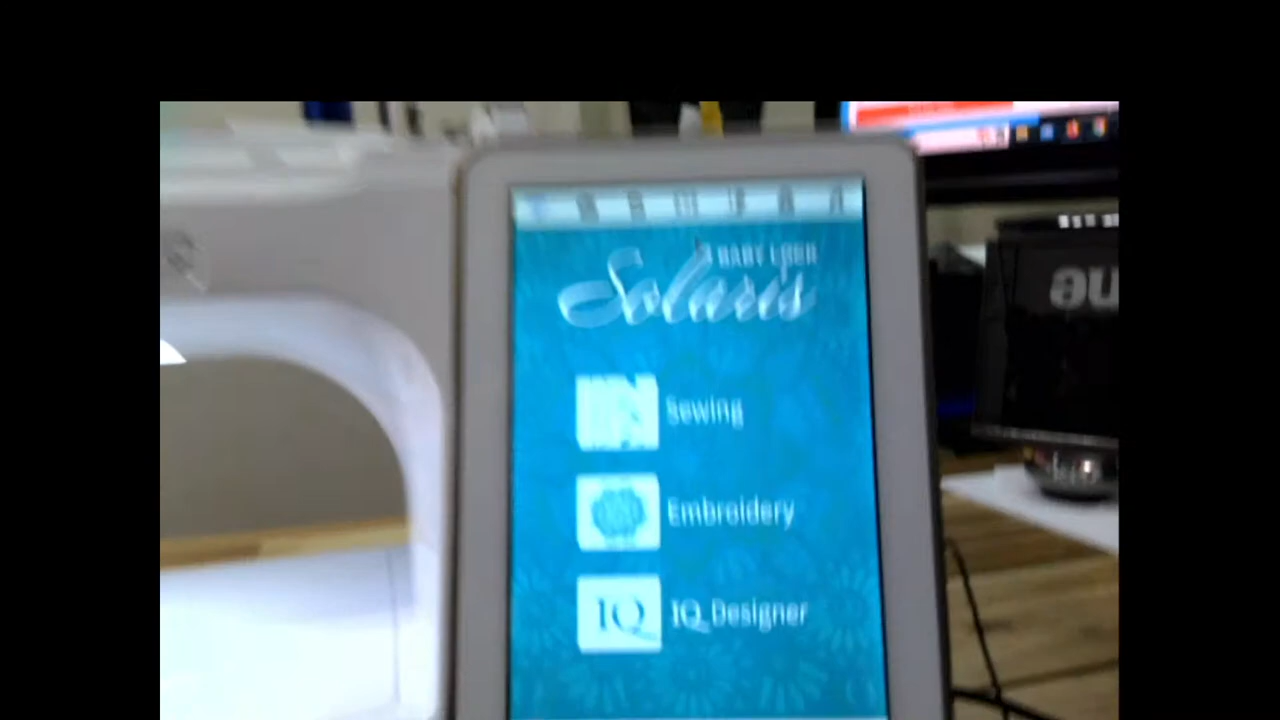 BABY LOCK
Solaris
Sewing
Embroidery
IQ
IQ Designer